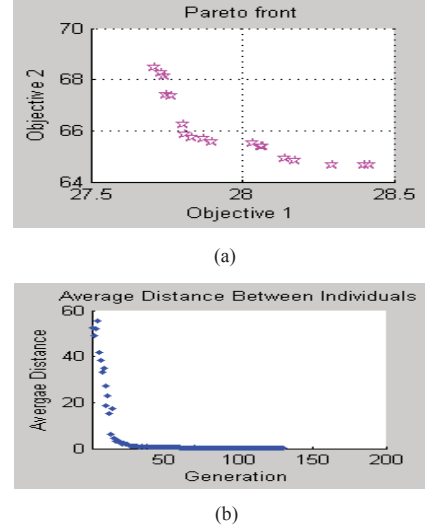 Pareto front
70
68
66
64
Objective 2
27.5 28 28.5
Objective 1
(a)
Average Distance Between Individuals
60
40
20
0
Avergae Distance
50 100 150 200
Generation
(b)